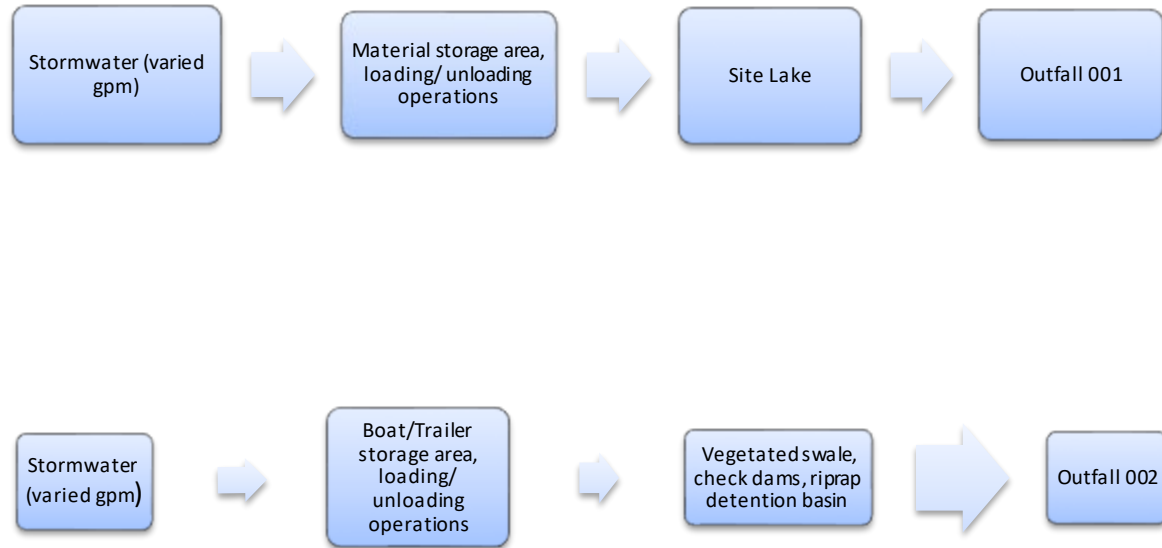 Stormwater (varied
gpm)
Material storage area,
loading/ unloading
operations
Site Lake
Outfall 001
Stormwater
(varied gpm)
Boat/Trailer
storage area,
loading/
unloading
operations
Vegetated swale,
check dams, riprap
detention basin
Outfall 002